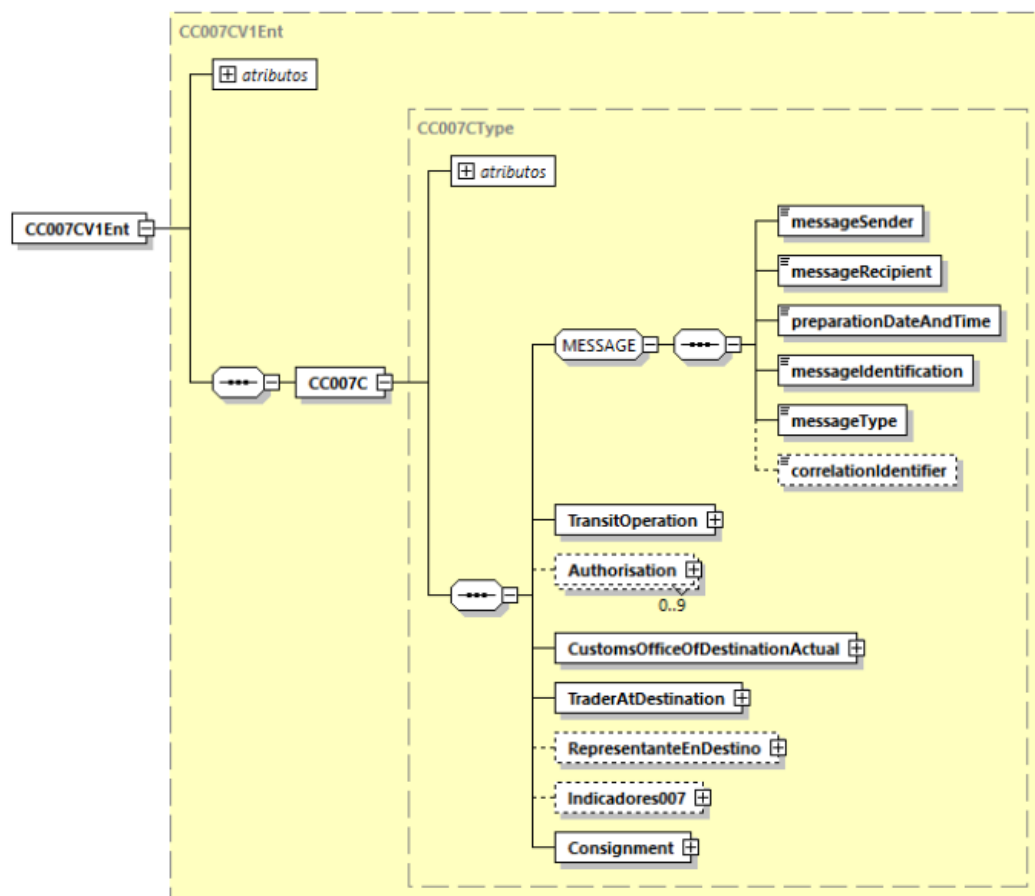 CC007CV1Ent
atributos
CC007CType
atributos
CC007CV1Ent
messageSender
messageRecipient
preparationDateAndTime
MESSAGE
messageIdentification
CC007C
messageType
correlationIdentifier
TransitOperation
Authorisation
0..9
CustomsOfficeOfDestinationActual
TraderAtDestination
RepresentanteEnDestino
Indicadores007
Consignment